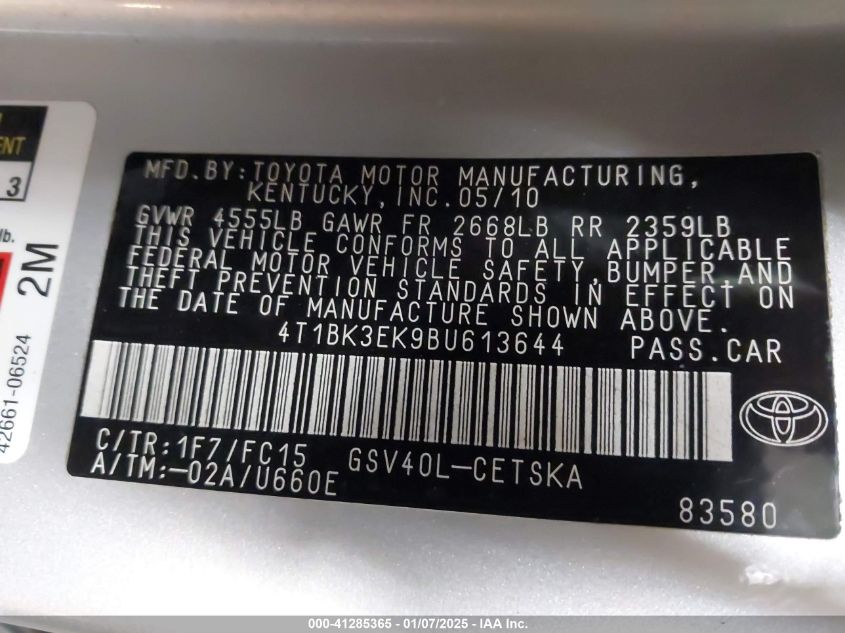 MFD.BY:TOYOTA MOTOR MANUFACTURING,
KENTUCKY,INC.05/10
GVWR 4555LB GAWR FR 2668LB RR 2359LB
THIS VEHICLE CONFORMS TO ALL APPLICABLE
FEDERAL MOTOR VEHICLE SAFETY,BUMPER,AND
THEFT PREVENTION STANDARDS IN EFFECT ON
THE DATE OF MANUFACTURE SHOWN ABOVE.
4T1BK3EK9BU613644 PASS.CAR
C/TR:1F7/FC15 GSV40L-CETSKA
A/TM:-02A/U660E
83580
3
lb.
2M
42661-06524
000-41285365 - 01/07/2025 - IAA Inc.